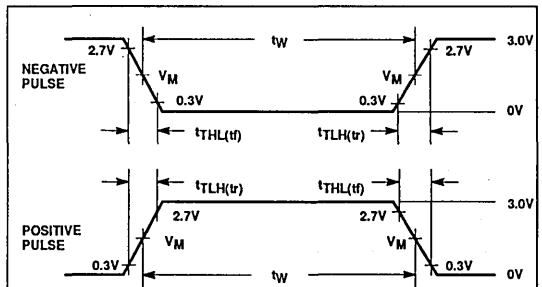 tW
2.7V
2.7V
3.0V
NEGATIVE
PULSE
VM
VM
0.3V
0.3V
0V
tTHL(tf)
tTLH(tr)
tTLH(tr)
tTHL(tf)
POSITIVE
PULSE
2.7V
2.7V
3.0V
VM
VM
0.3V
0.3V
0V
tW